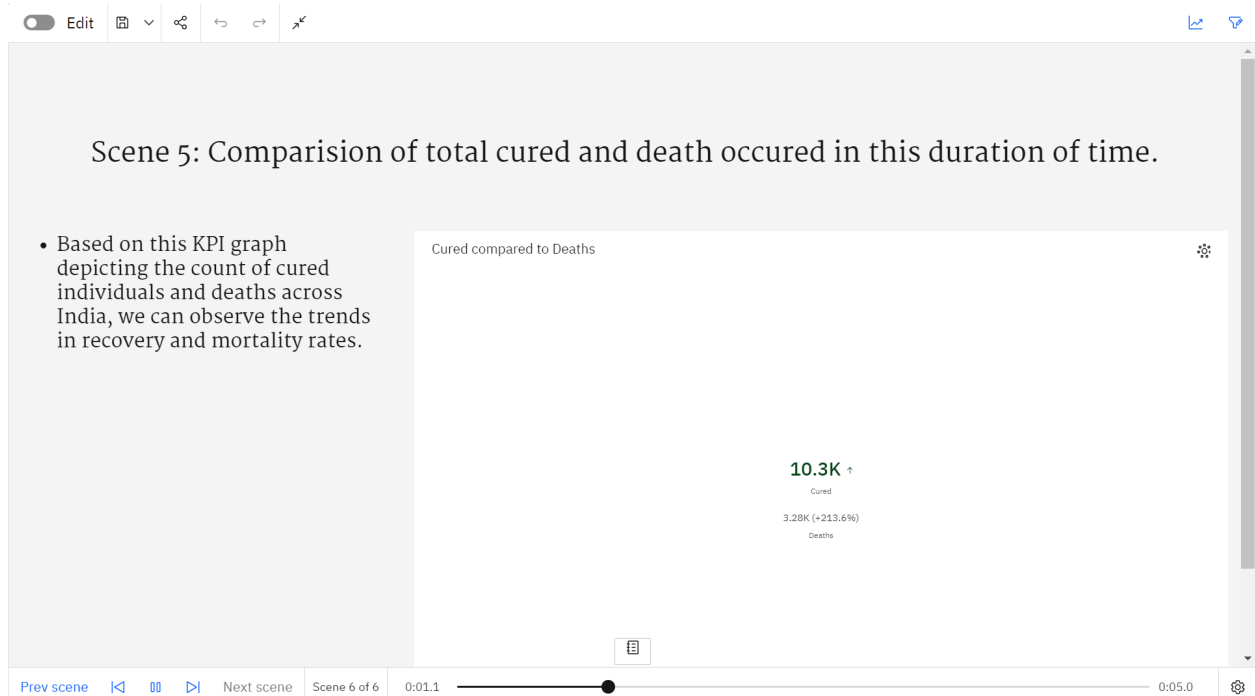 Edit
Scene 5: Comparision of total cured and death occured in this duration of time.
• Based on this KPI graph
depicting the count of cured
individuals and deaths across
India, we can observe the trends
in recovery and mortality rates.
Cured compared to Deaths
10.3K ↑
Cured
3.28K (+213.6%)
Deaths
Prev scene Next scene Scene 6 of 6 0:01.1 0:05.0